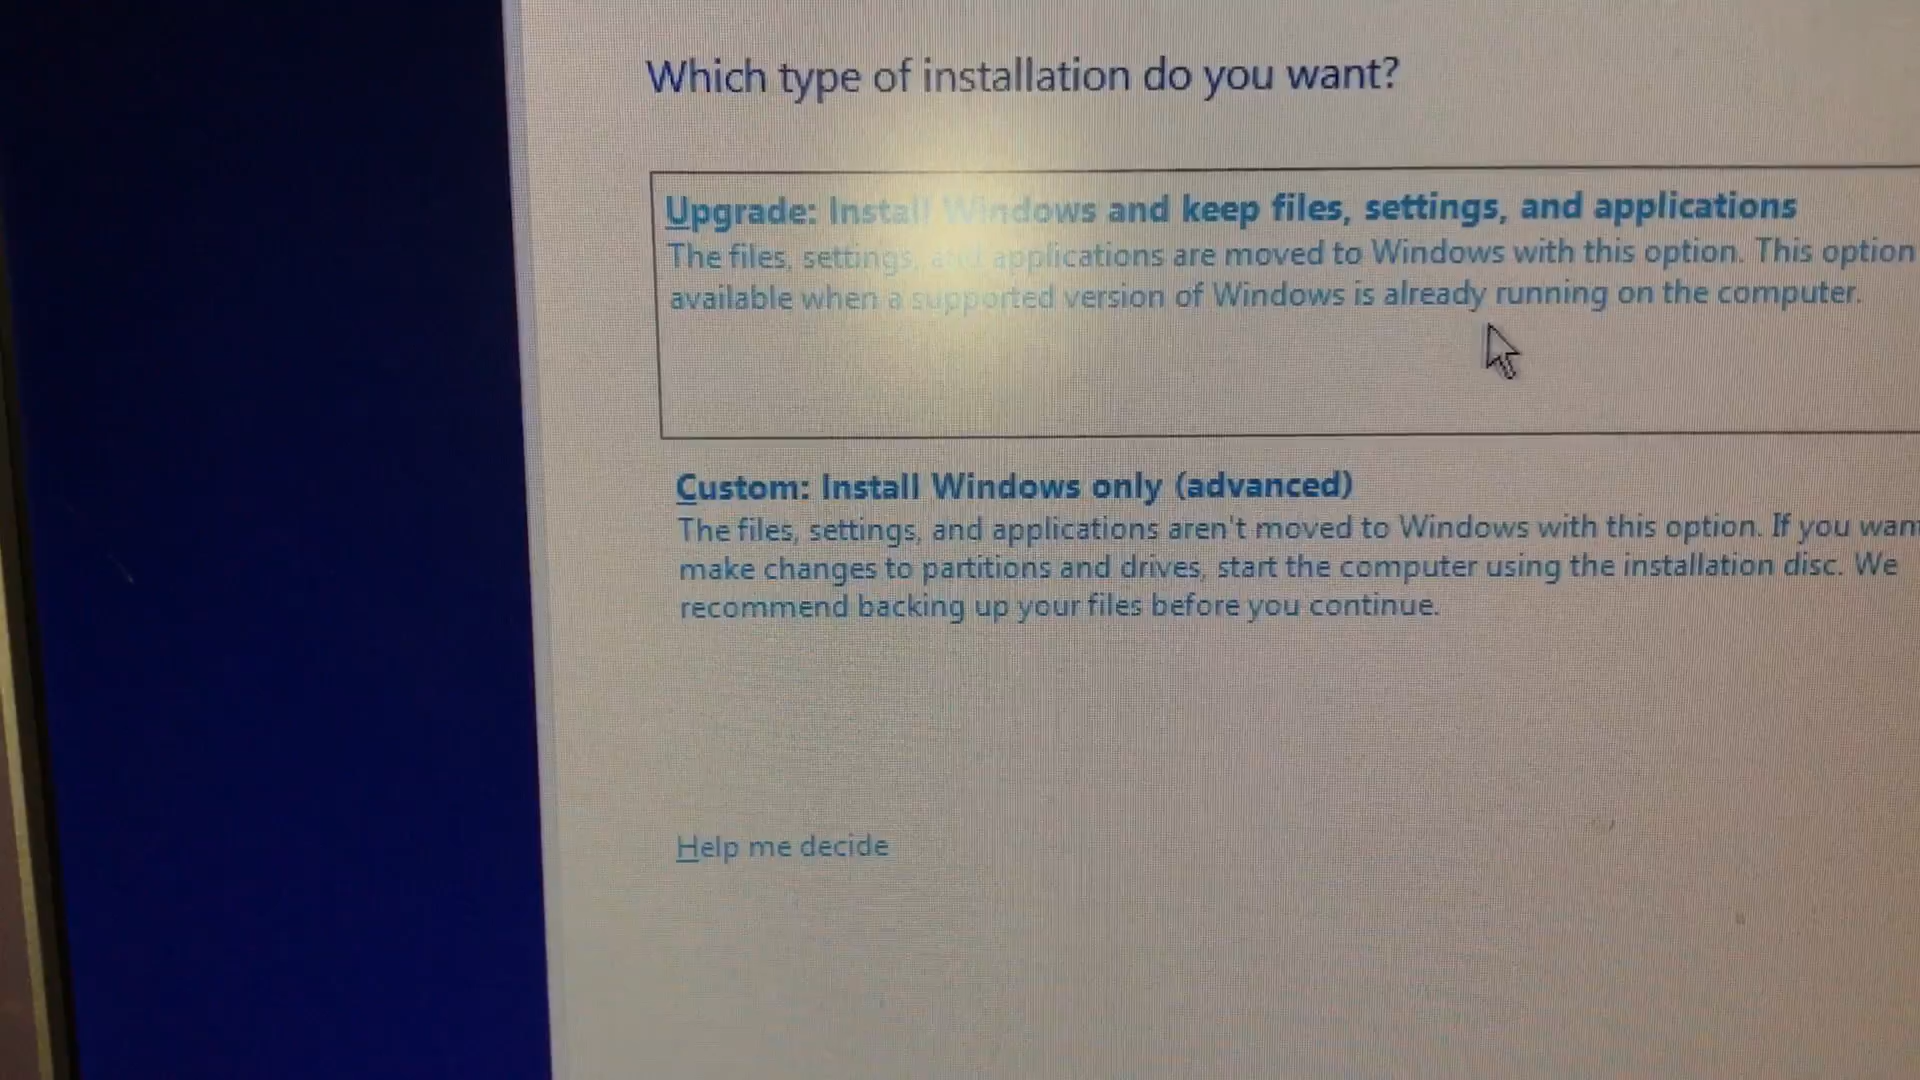 Which type of installation do you want?
Upgrade: Install Windows and keep files, settings, and applications
The files, settings, and applications are moved to Windows with this option. This option
available when a supported version of Windows is already running on the computer.
Custom: Install Windows only (advanced)
The files, settings, and applications aren't moved to Windows with this option. If you want
make changes to partitions and drives, start the computer using the installation disc. We
recommend backing up your files before you continue.
Help me decide